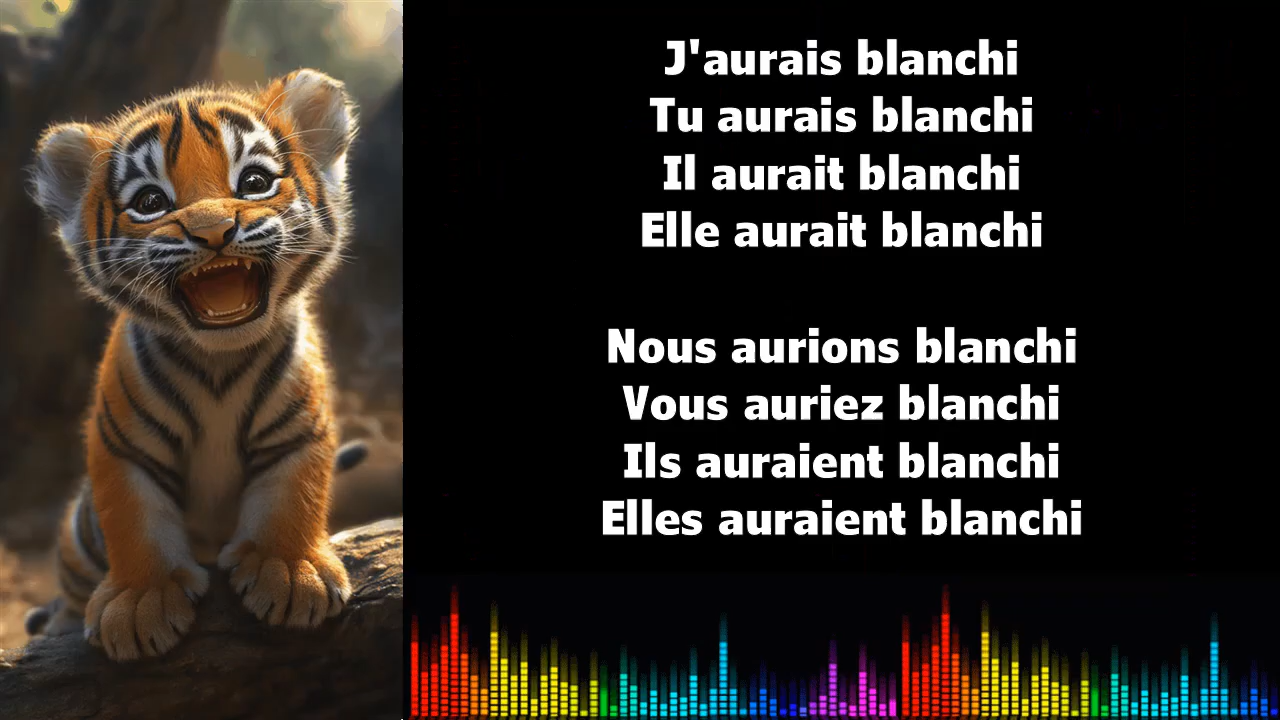 J'aurais blanchi
Tu aurais blanchi
Il aurait blanchi
Elle aurait blanchi
Nous aurions blanchi
Vous auriez blanchi
Ils auraient blanchi
Elles auraient blanchi